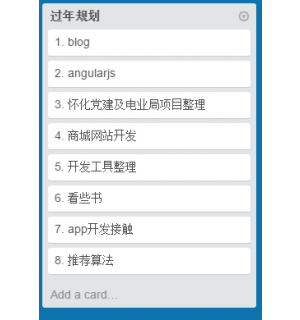 过年规划
1. blog
2. angularjs
3. 怀化党建及电业局项目整理
4. 商城网站开发
5. 开发工具整理
6. 看些书
7. app开发接触
8. 推荐算法
Add a card...